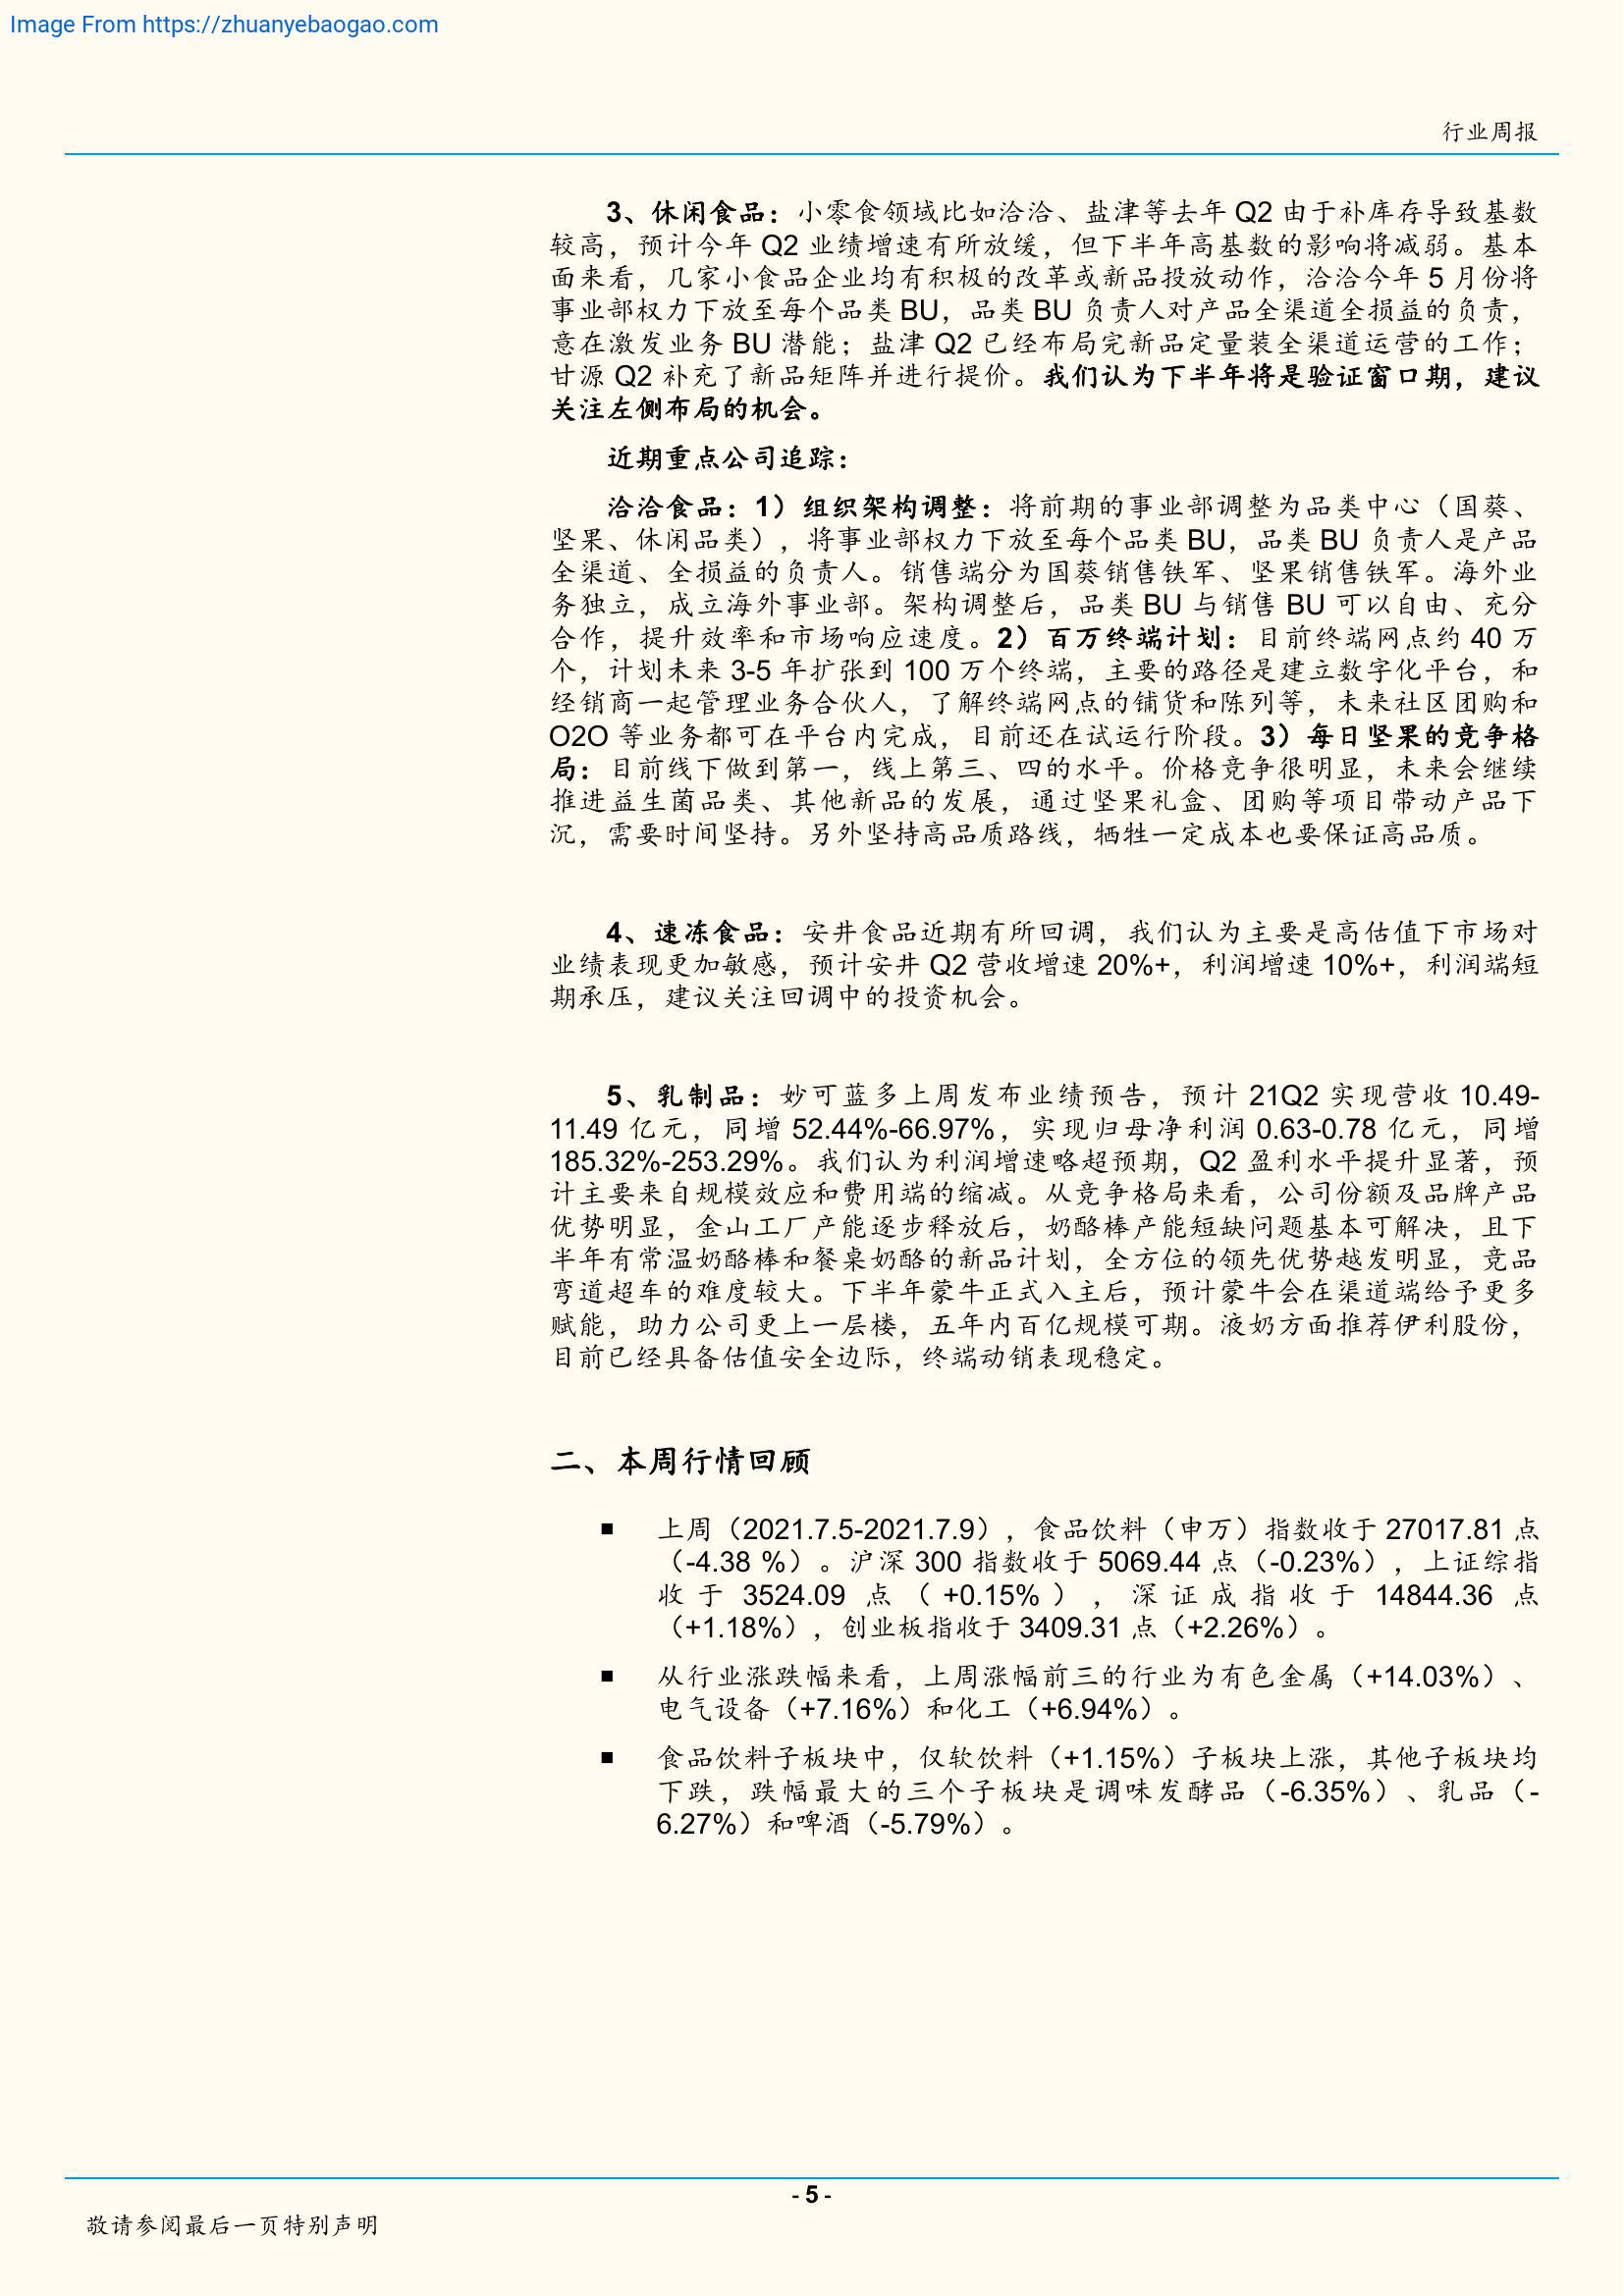 Image From https://zhuanyebaogao.com
行业周报
3、休闲食品：小零食领域比如洽洽、盐津等去年 Q2 由于补库存导致基数
较高，预计今年 Q2 业绩增速有所放缓，但下半年高基数的影响将减弱。基本
面来看，几家小食品企业均有积极的改革或新品投放动作，洽洽今年 5 月份将
事业部权力下放至每个品类 BU，品类 BU 负责人对产品全渠道全损益的负责，
意在激发业务 BU 潜能；盐津 Q2 已经布局完新品定量装全渠道运营的工作；
甘源 Q2 补充了新品矩阵并进行提价。我们认为下半年将是验证窗口期，建议
关注左侧布局的机会。
近期重点公司追踪：
洽洽食品：1）组织架构调整：将前期的事业部调整为品类中心（国葵、
坚果、休闲品类），将事业部权力下放至每个品类 BU，品类 BU 负责人是产品
全渠道、全损益的负责人。销售端分为国葵销售铁军、坚果销售铁军。海外业
务独立，成立海外事业部。架构调整后，品类 BU 与销售 BU 可以自由、充分
合作，提升效率和市场响应速度。2）百万终端计划：目前终端网点约 40 万
个，计划未来 3-5 年扩张到 100 万个终端，主要的路径是建立数字化平台，和
经销商一起管理业务合伙人，了解终端网点的铺货和陈列等，未来社区团购和
O2O 等业务都可在平台内完成，目前还在试运行阶段。3）每日坚果的竞争格
局：目前线下做到第一，线上第三、四的水平。价格竞争很明显，未来会继续
推进益生菌品类、其他新品的发展，通过坚果礼盒、团购等项目带动产品下
沉，需要时间坚持。另外坚持高品质路线，牺牲一定成本也要保证高品质。
4、速冻食品：安井食品近期有所回调，我们认为主要是高估值下市场对
业绩表现更加敏感，预计安井 Q2 营收增速 20%+，利润增速 10%+，利润端短
期承压，建议关注回调中的投资机会。
5、乳制品：妙可蓝多上周发布业绩预告，预计 21Q2 实现营收 10.49-
11.49 亿元，同增 52.44%-66.97%，实现归母净利润 0.63-0.78 亿元，同增
185.32%-253.29%。我们认为利润增速略超预期，Q2 盈利水平提升显著，预
计主要来自规模效应和费用端的缩减。从竞争格局来看，公司份额及品牌产品
优势明显，金山工厂产能逐步释放后，奶酪棒产能短缺问题基本可解决，且下
半年有常温奶酪棒和餐桌奶酪的新品计划，全方位的领先优势越发明显，竞品
弯道超车的难度较大。下半年蒙牛正式入主后，预计蒙牛会在渠道端给予更多
赋能，助力公司更上一层楼，五年内百亿规模可期。液奶方面推荐伊利股份，
目前已经具备估值安全边际，终端动销表现稳定。
二、本周行情回顾
■ 上周（2021.7.5-2021.7.9），食品饮料（申万）指数收于 27017.81 点
（-4.38 %）。沪深 300 指数收于 5069.44 点（-0.23%），上证综指
收于 3524.09 点（ +0.15% ），深证成指收于 14844.36 点
（+1.18%），创业板指收于 3409.31 点（+2.26%）。
■ 从行业涨跌幅来看，上周涨幅前三的行业为有色金属（+14.03%）、
电气设备（+7.16%）和化工（+6.94%）。
■ 食品饮料子板块中，仅软饮料（+1.15%）子板块上涨，其他子板块均
下跌，跌幅最大的三个子板块是调味发酵品（-6.35%）、乳品（-
6.27%）和啤酒（-5.79%）。
- 5 -
敬请参阅最后一页特别声明